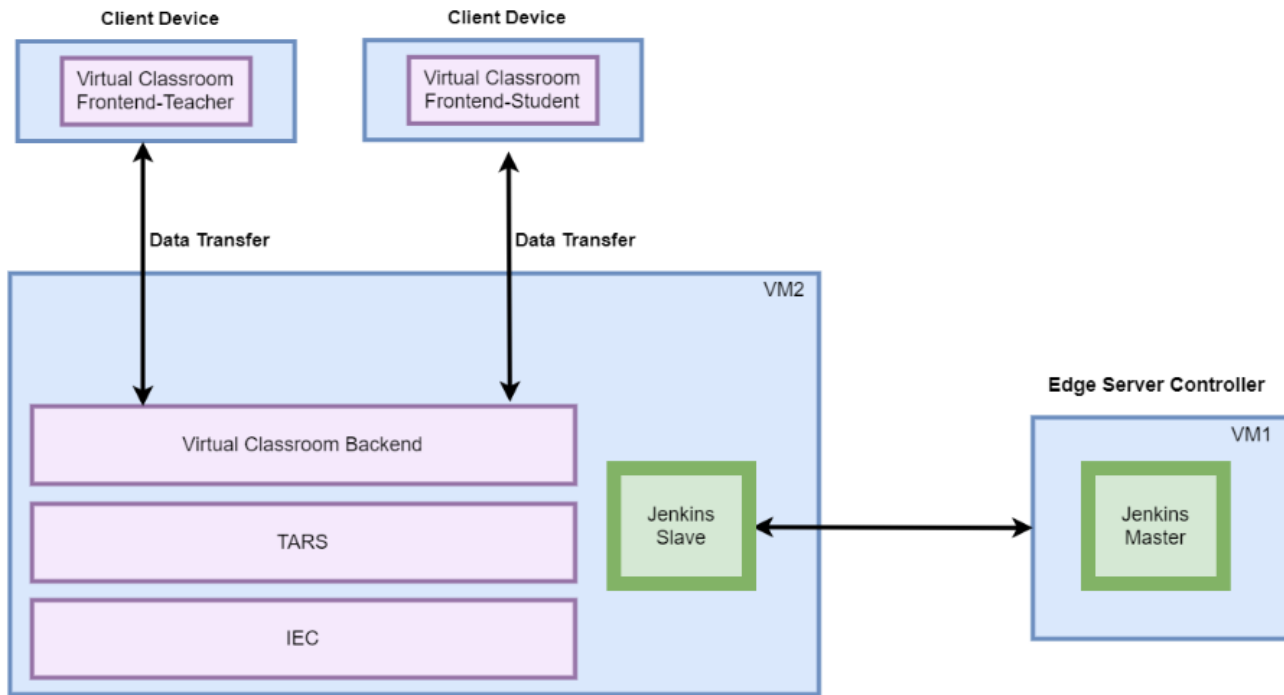 Client Device
Client Device
Virtual Classroom
Frontend-Teacher
Virtual Classroom
Frontend-Student
Data Transfer
Data Transfer
VM2
Edge Server Controller
VM1
Virtual Classroom Backend
Jenkins
Slave
Jenkins
Master
TARS
IEC